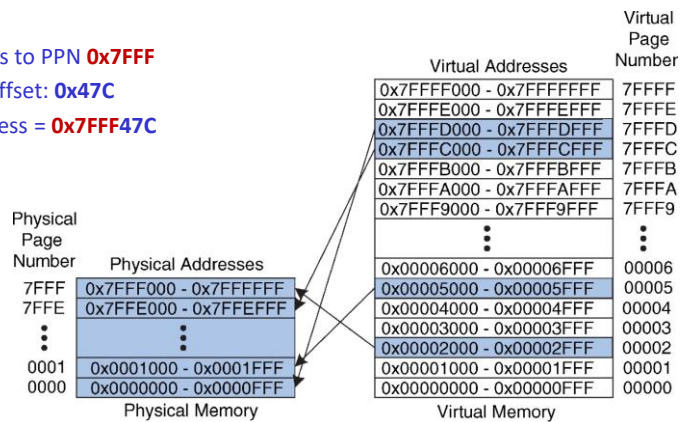 s to PPN 0x7FFF
ffset: 0x47C
ess = 0x7FFF47C
Virtual
Page
Number
Virtual Addresses
0x7FFFF000 - 0x7FFFFFFF 7FFFF
0x7FFFE000 - 0x7FFFEFFF 7FFFE
0x7FFFD000 - 0x7FFFDFFF 7FFFD
0x7FFFC000 - 0x7FFFCFFF 7FFFC
0x7FFFB000 - 0x7FFFBFFF 7FFFB
0x7FFFA000 - 0x7FFFAFFF 7FFFA
0x7FFF9000 - 0x7FFF9FFF 7FFF9
0x00006000 - 0x00006FFF 00006
0x00005000 - 0x00005FFF 00005
0x00004000 - 0x00004FFF 00004
0x00003000 - 0x00003FFF 00003
0x00002000 - 0x00002FFF 00002
0x00001000 - 0x00001FFF 00001
0x00000000 - 0x00000FFF 00000
Virtual Memory
Physical
Page
Number
Physical Addresses
7FFF 0x7FFF000 - 0x7FFFFFF
7FFE 0x7FFE000 - 0x7FFEFFF
0001 0x0001000 - 0x0001FFF
0000 0x0000000 - 0x0000FFF
Physical Memory